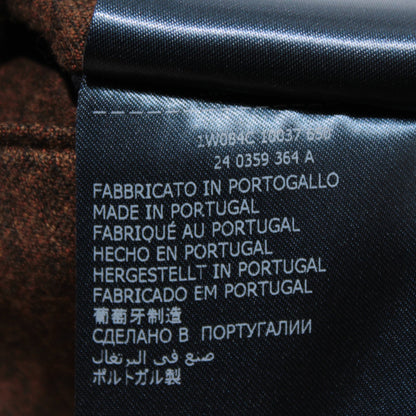 24 0359 364 A
FABBRICATO IN PORTOGALLO
MADE IN PORTUGAL
FABRIQUÉ AU PORTUGAL
HECHO EN PORTUGAL
HERGESTELLT IN PORTUGAL
FABRICADO EM PORTUGAL
葡萄牙制造
СДЕЛАНО В ПОРТУГАЛИИ
صنع في البرتغال
ポルトガル製